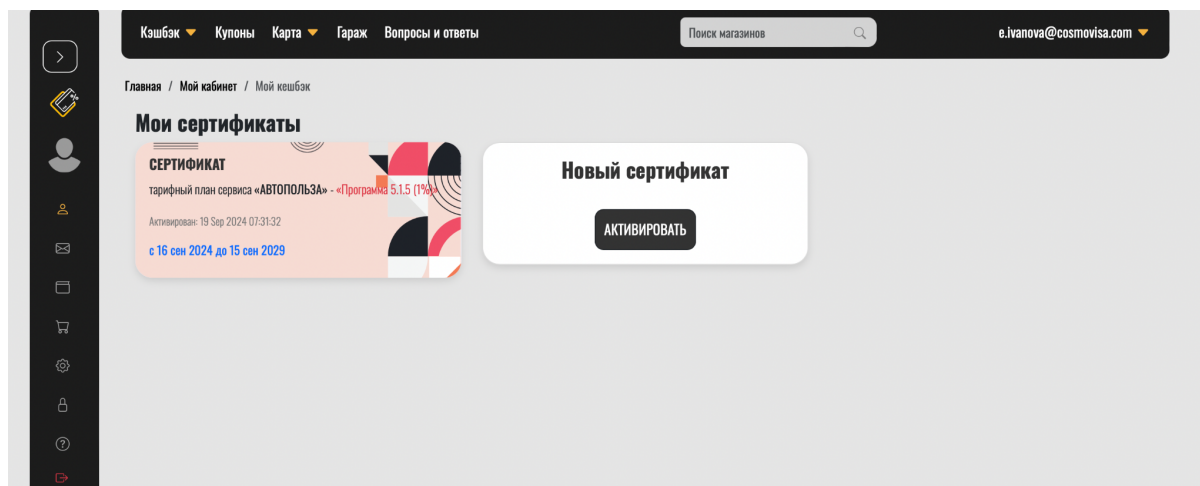 Кэшбэк Купоны Карта Гараж Вопросы и ответы Поиск магазинов e.ivanova@cosmovisa.com
Главная / Мой кабинет / Мой кешбэк
Мои сертификаты
СЕРТИФИКАТ
тарифный план сервиса «АВТОПОЛЬЗА» - «Программа 5.1.5 (1%)»
Активирован: 19 Sep 2024 07:31:32
с 16 сен 2024 до 15 сен 2029
Новый сертификат
АКТИВИРОВАТЬ